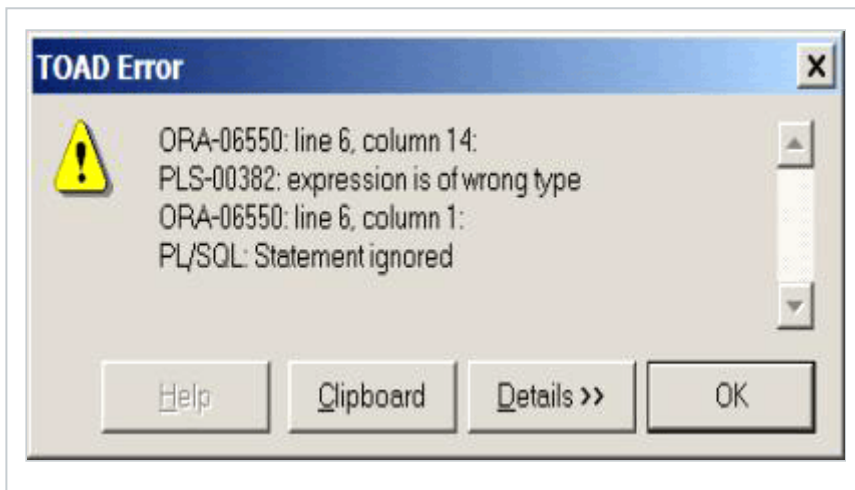 TOAD Error
ORA-06550: line 6, column 14:
PLS-00382: expression is of wrong type
ORA-06550: line 6, column 1:
PL/SQL: Statement ignored
Help
Clipboard
Details >>
OK